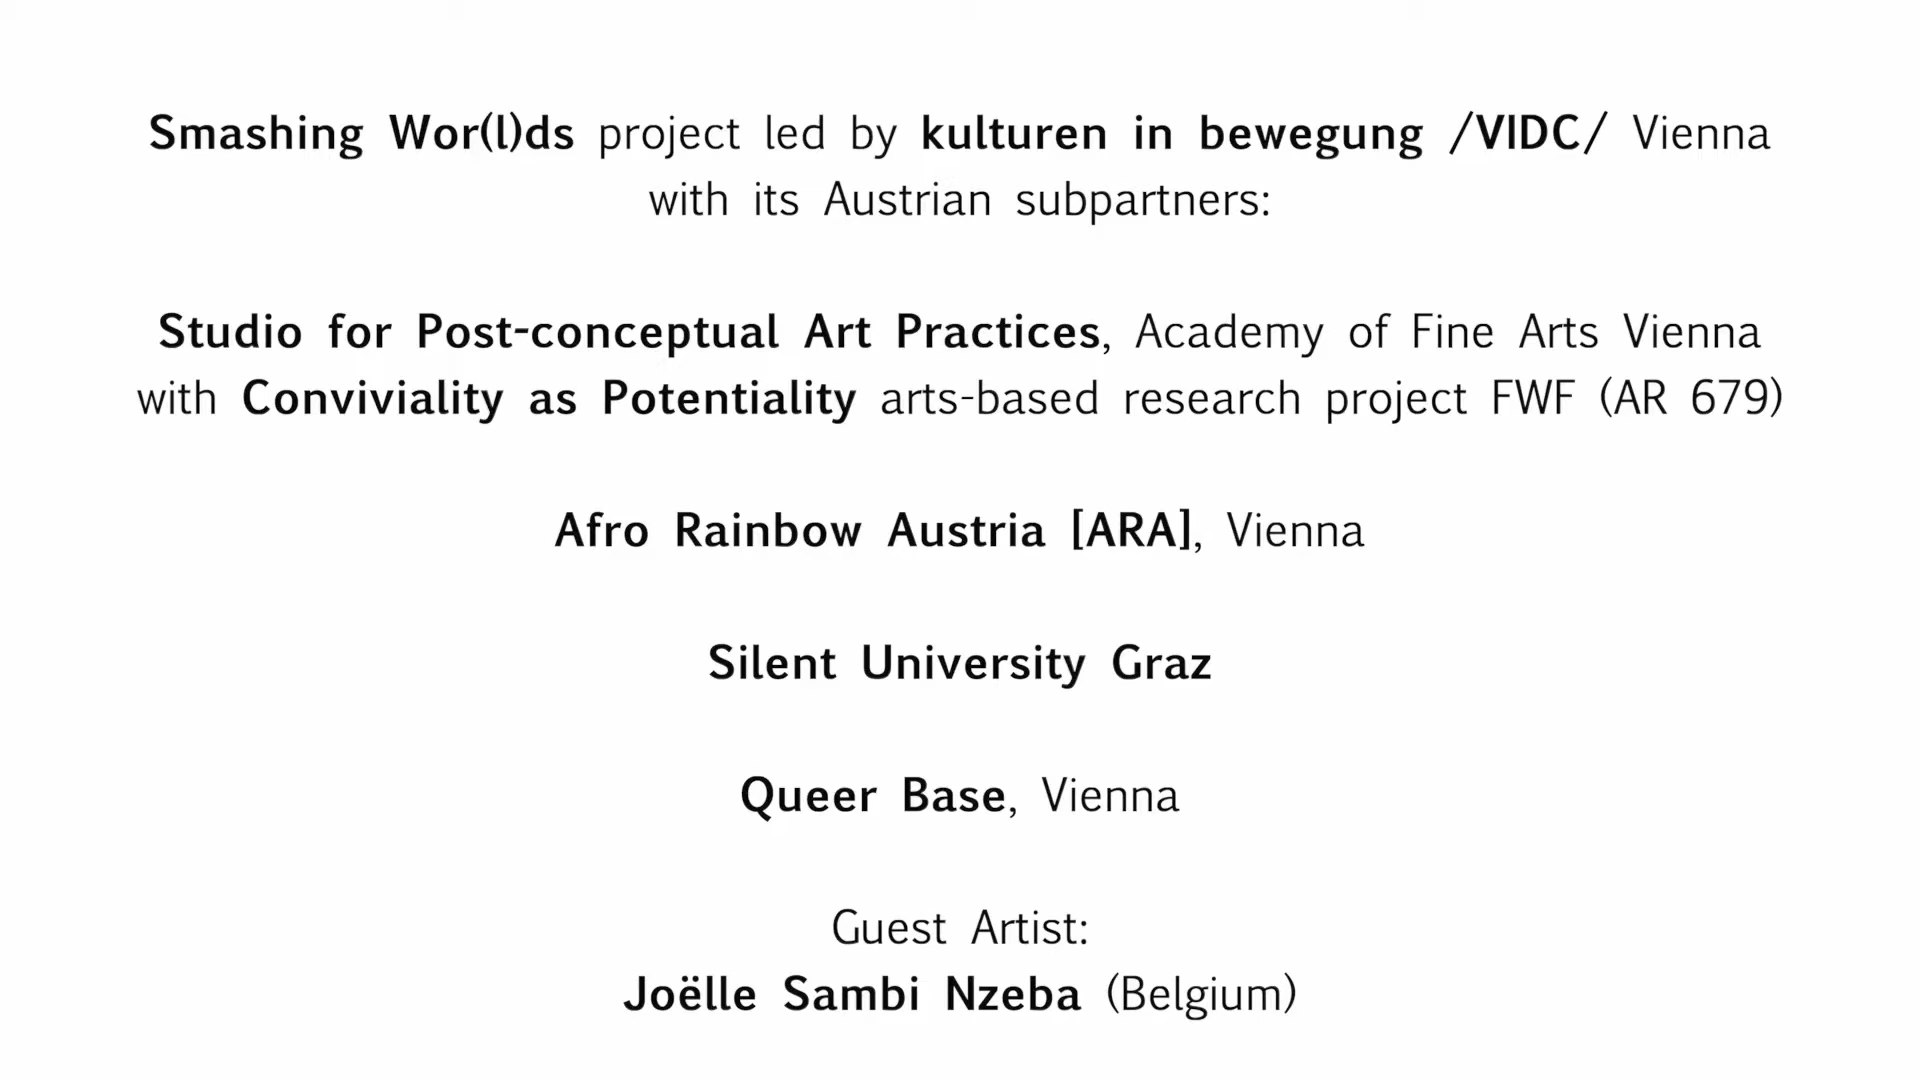 Smashing Wor(l)ds project led by kulturen in bewegung /VIDC/ Vienna
with its Austrian subpartners:
Studio for Post-conceptual Art Practices, Academy of Fine Arts Vienna
with Conviviality as Potentiality arts-based research project FWF (AR 679)
Afro Rainbow Austria [ARA], Vienna
Silent University Graz
Queer Base, Vienna
Guest Artist:
Joëlle Sambi Nzeba (Belgium)